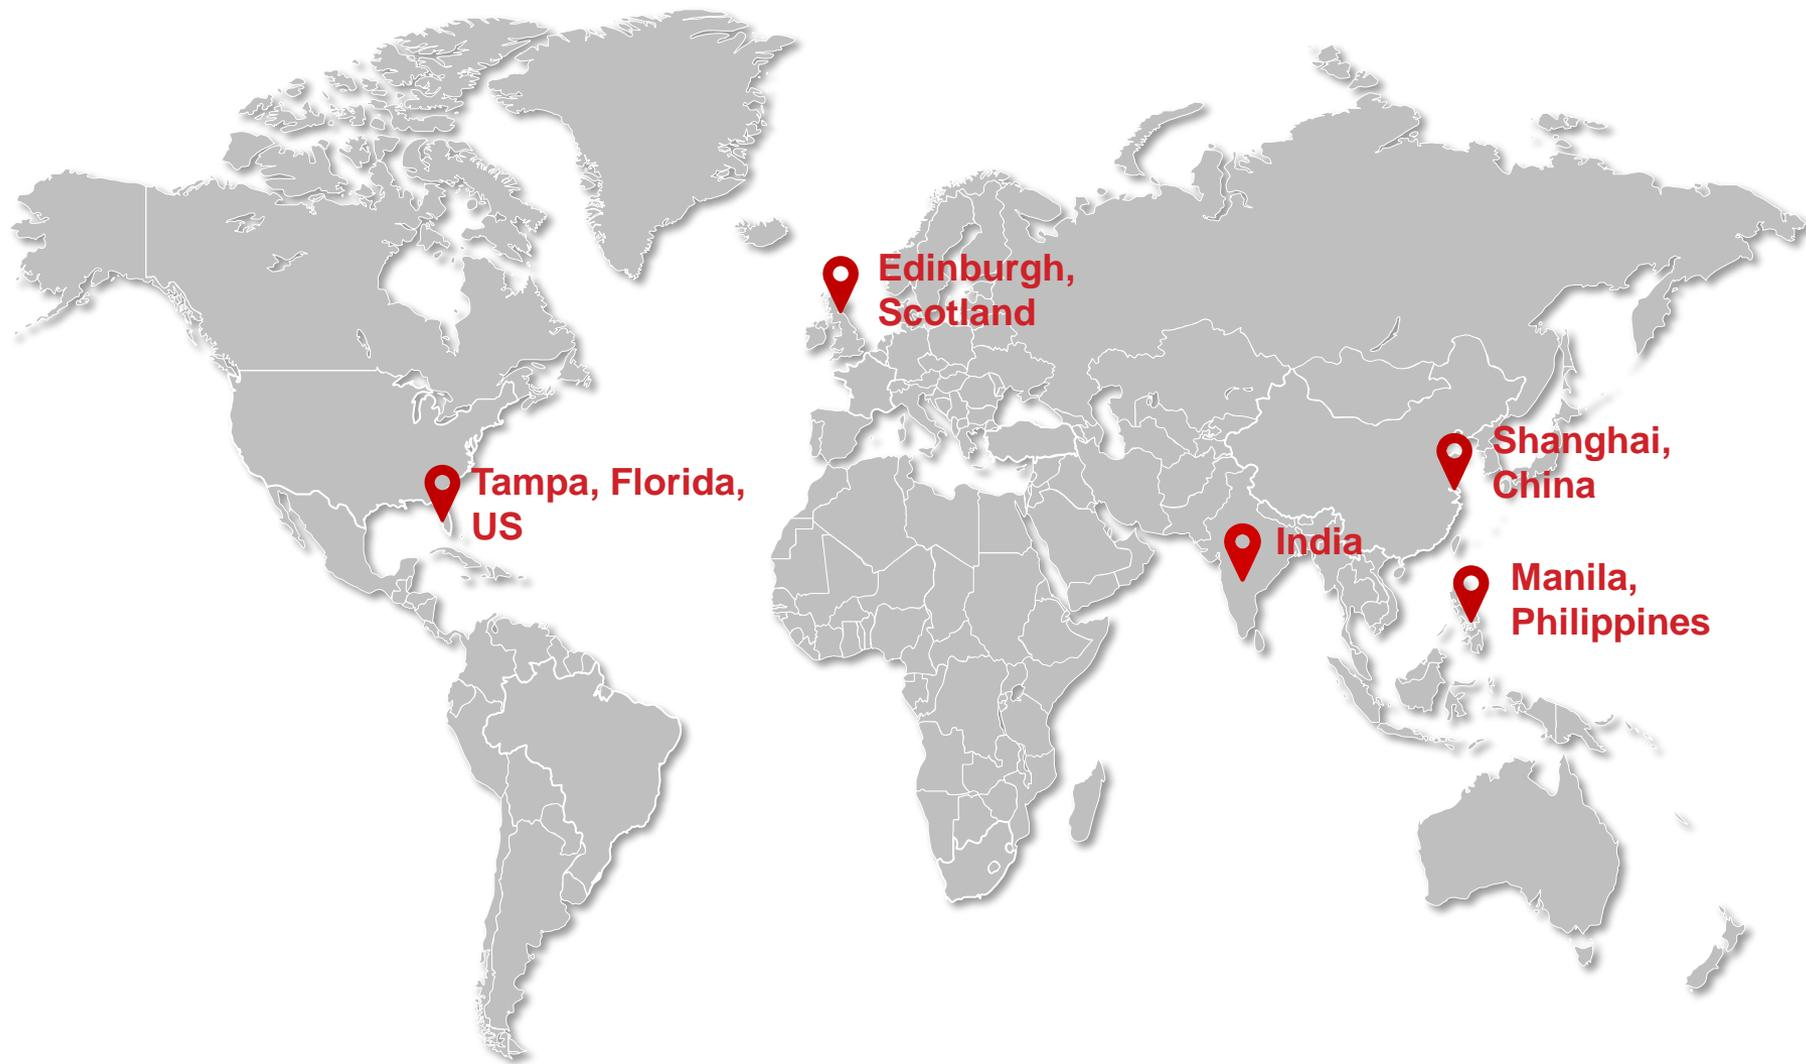 Edinburgh,
Scotland
Shanghai,
China
Tampa, Florida,
US
India
Manila,
Philippines